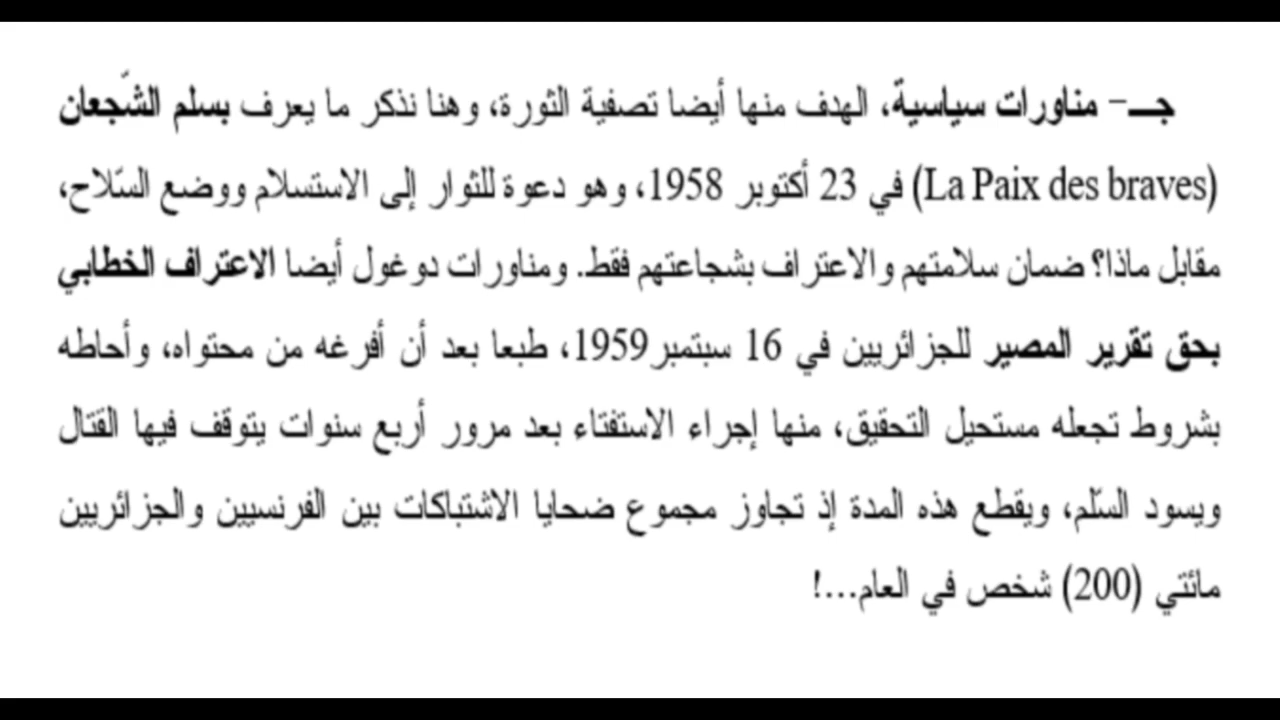 جـــ- مناورات سياسية، الهدف منها أيضا تصفية الثورة، وهنا نذكر ما يعرف بسلم الشّجعان
(La Paix des braves) في 23 أكتوبر 1958، وهو دعوة للثوار إلى الاستسلام ووضع السّلاح،
مقابل ماذا؟ ضمان سلامتهم والاعتراف بشجاعتهم فقط. ومناورات دوغول أيضا الاعتراف الخطابي
بحق تقرير المصير للجزائريين في 16 سبتمبر1959، طبعا بعد أن أفرغه من محتواه، وأحاطه
بشروط تجعله مستحيل التحقيق، منها إجراء الاستفتاء بعد مرور أربع سنوات يتوقف فيها القتال
ويسود السّلم، ويقطع هذه المدة إذ تجاوز مجموع ضحايا الاشتباكات بين الفرنسيين والجزائريين
مائتي (200) شخص في العام...!